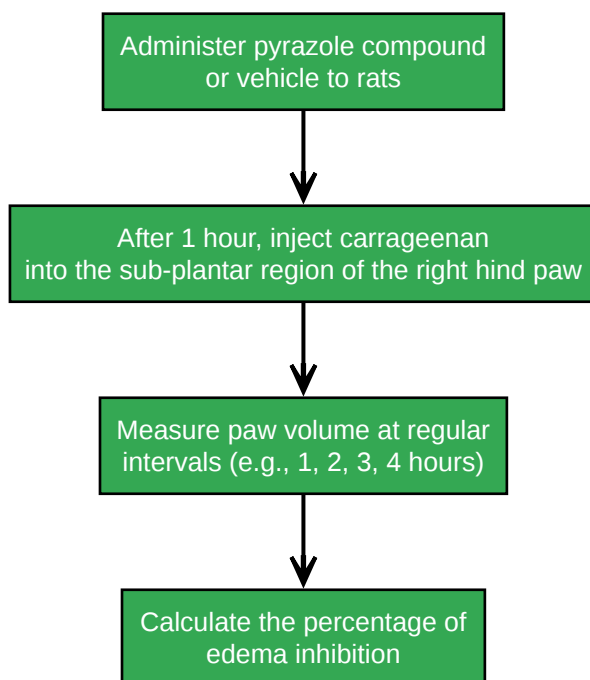 Administer pyrazole compound
or vehicle to rats
After 1 hour, inject carrageenan
into the sub-plantar region of the right hind paw
Measure paw volume at regular
intervals (e.g., 1, 2, 3, 4 hours)
Calculate the percentage of
edema inhibition